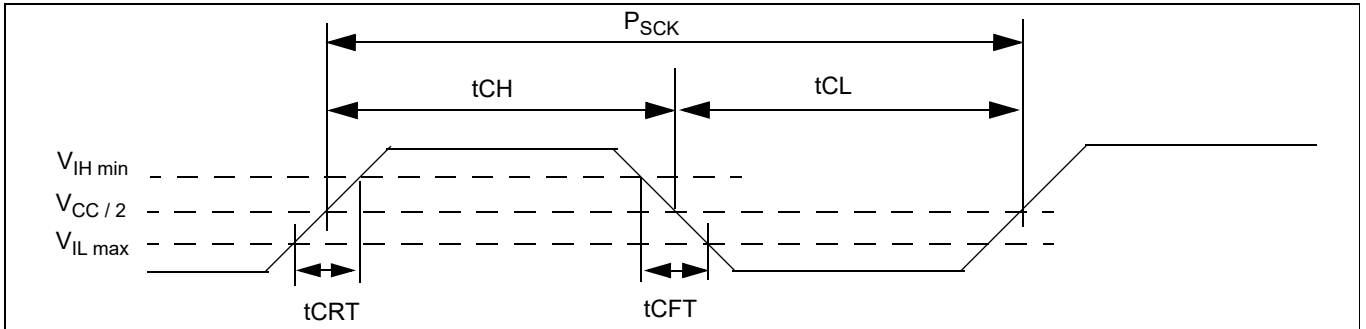 PSCK
tCH
tCL
VIH min
VCC / 2
VIL max
tCRT
tCFT